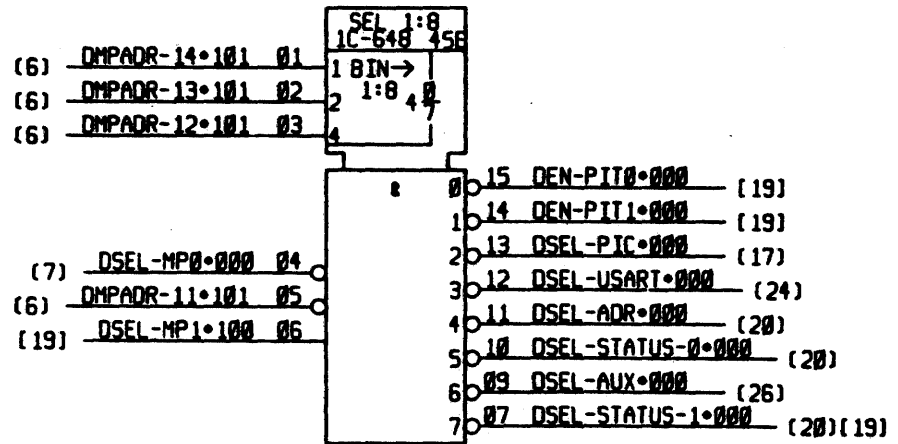 SEL 1:8
1C-648 45E
(6) DMPADR-14•101 01
1 BIN→
(6) DMPADR-13•101 02
2 1:8 4 0/7
(6) DMPADR-12•101 03
4
&
0 15 DEN-PIT0•000 (19)
1 14 DEN-PIT1•000 (19)
2 13 DSEL-PIC•000 (17)
(7) DSEL-MP0•000 04
3 12 DSEL-USART•000 (24)
(6) DMPADR-11•101 05
4 11 DSEL-ADR•000 (20)
(19) DSEL-MP1•100 06
5 10 DSEL-STATUS-0•000 (20)
6 09 DSEL-AUX•000 (26)
7 07 DSEL-STATUS-1•000 (20)(19)